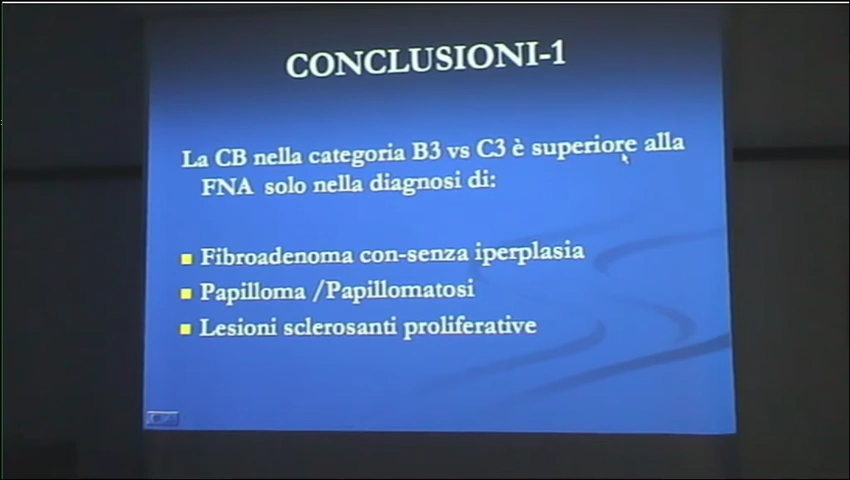 CONCLUSIONI-1
La CB nella categoria B3 vs C3 è superiore alla
FNA solo nella diagnosi di:
Fibroadenoma con-senza iperplasia
Papilloma /Papillomatosi
Lesioni sclerosanti proliferative